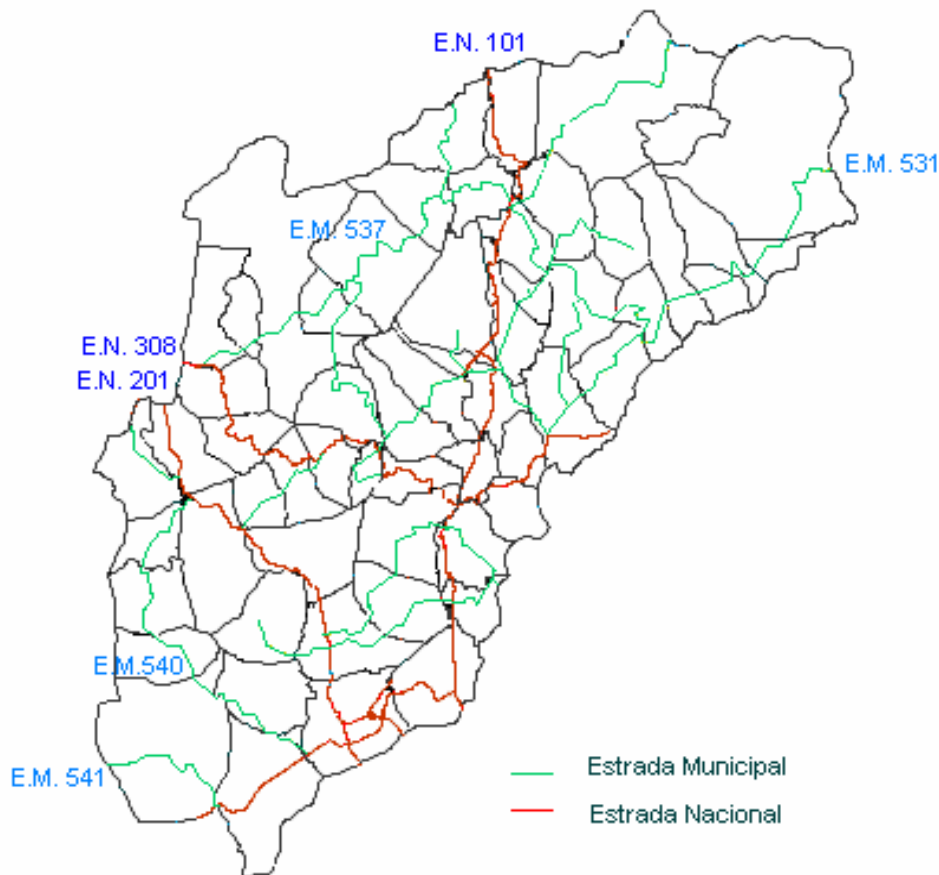 E.N. 101
E.M. 531
E.M. 537
E.N. 308
E.N. 201
E.M.540
E.M. 541
Estrada Municipal
Estrada Nacional